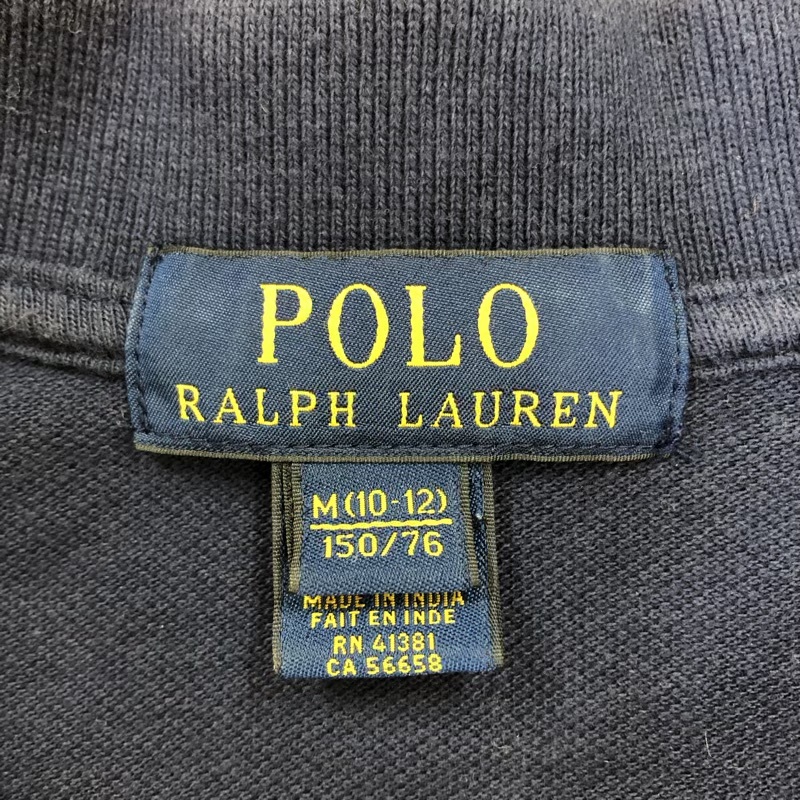 POLO
RALPH LAUREN
M(10-12)
150/76
MADE IN INDIA
FAIT EN INDE
RN 41381
CA 56658